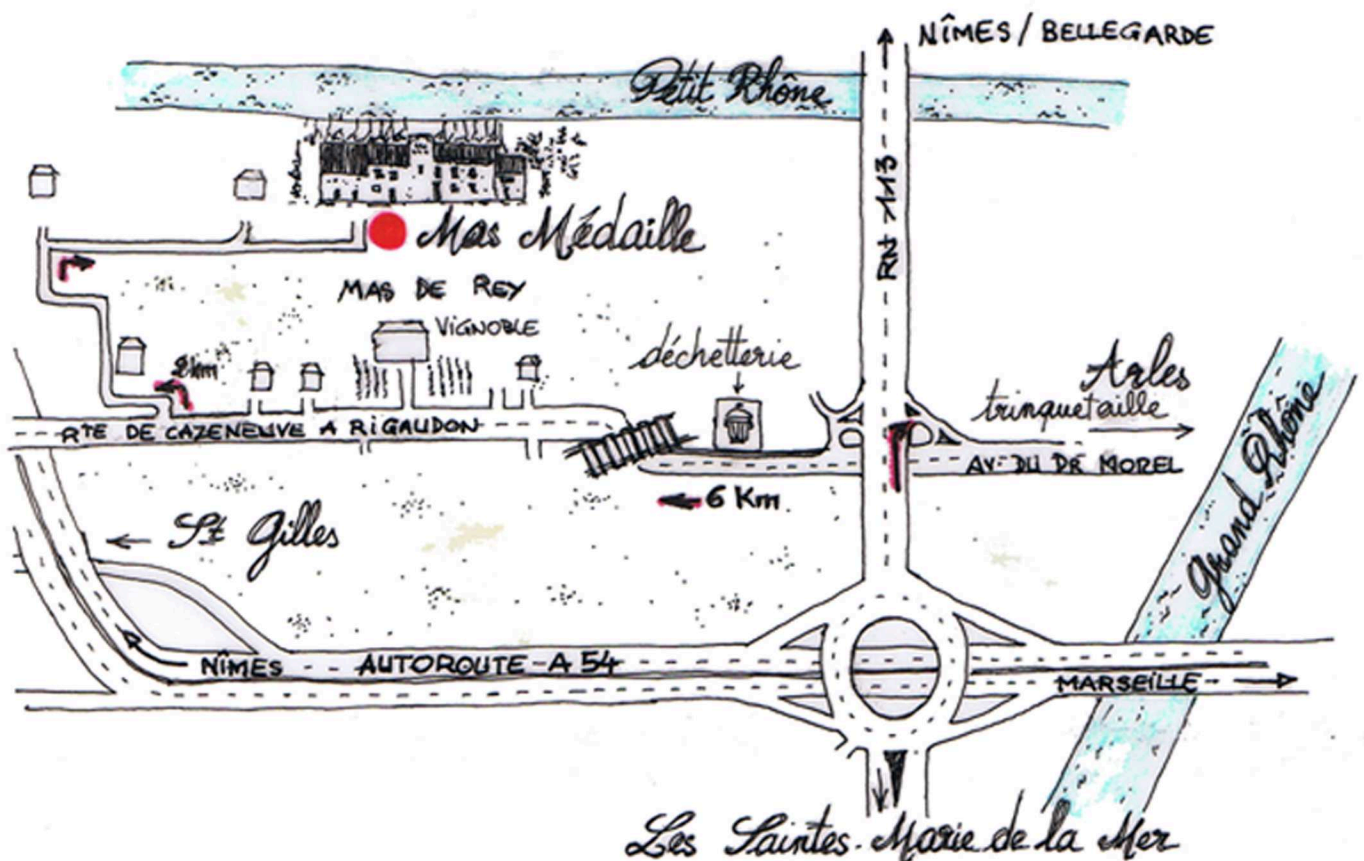 NÎMES / BELLEGARDE
Petit Rhône
RN 113
Mas Médaille
MAS DE REY
VIGNOBLE
déchetterie
Arles
trinquetaille
2km
RTE DE CAZENEUVE A RIGAUDON
AV. DU DR MOREL
6 Km
Grand Rhône
St Gilles
NÎMES - AUTOROUTE - A 54
MARSEILLE
Les Saintes. Marie de la Mer